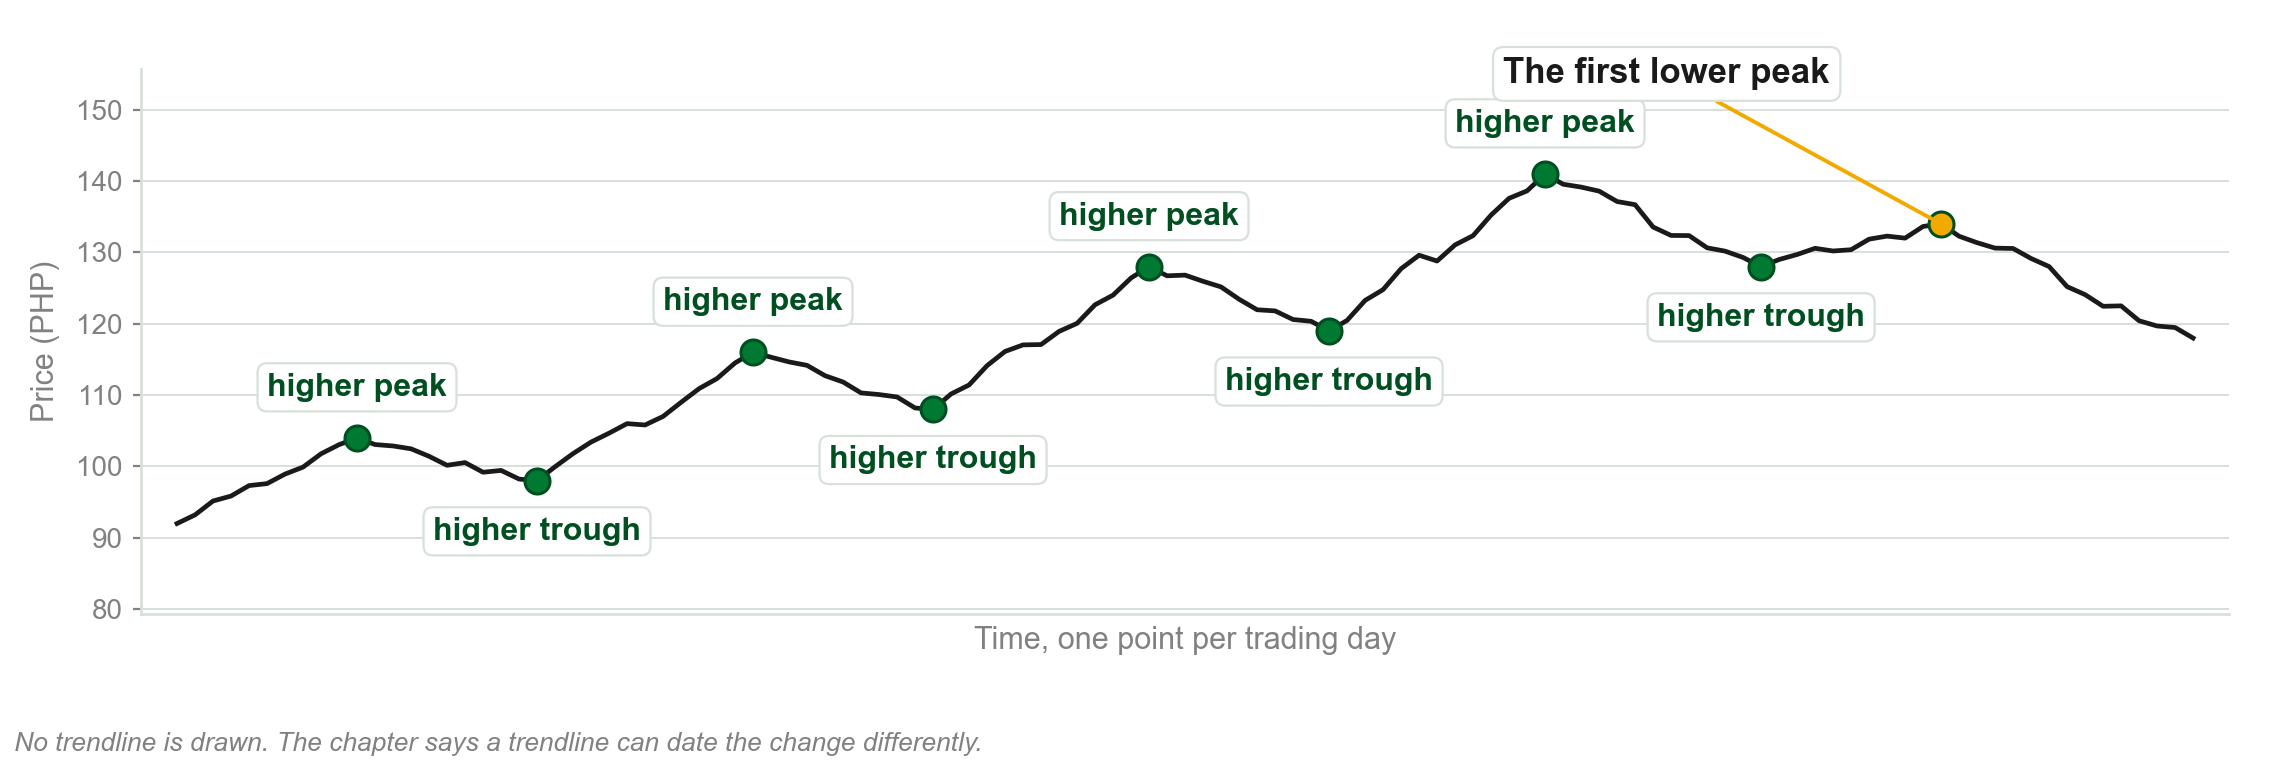 The first lower peak
higher peak
higher peak
higher peak
higher peak
higher trough
higher trough
higher trough
higher trough
150
140
130
120
110
100
90
80
Price (PHP)
Time, one point per trading day
No trendline is drawn. The chapter says a trendline can date the change differently.